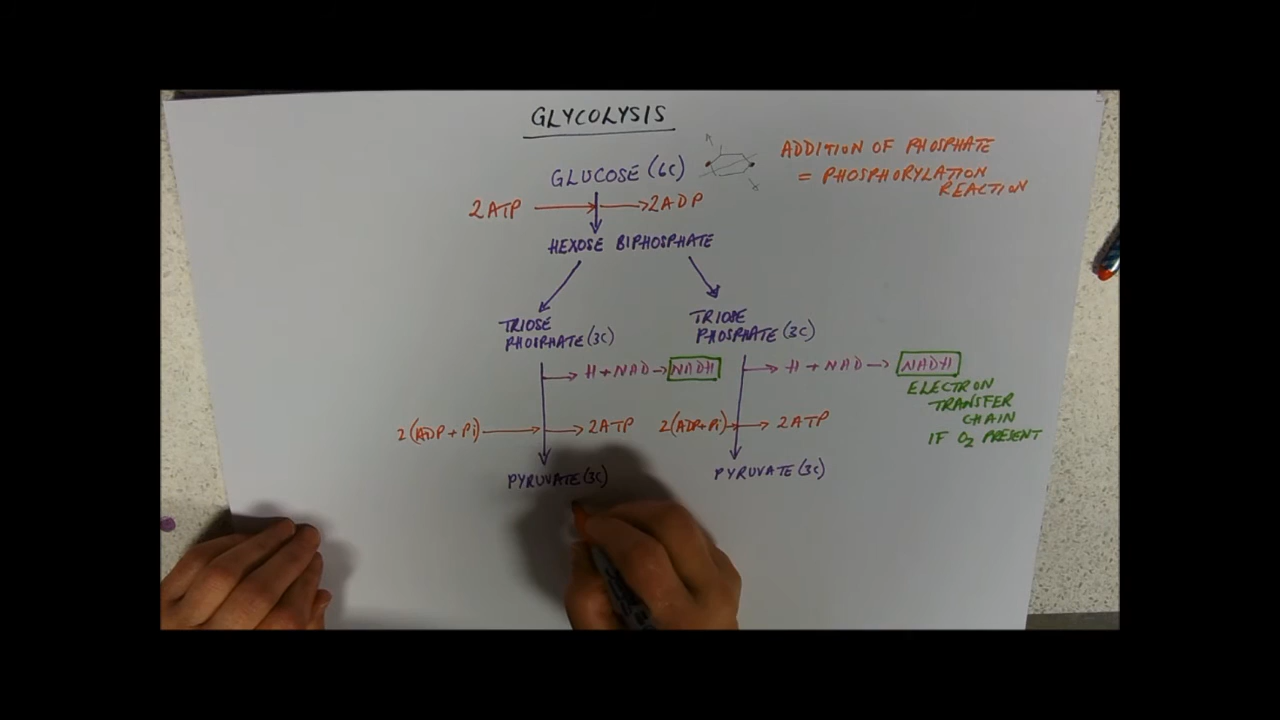 GLYCOLYSIS
GLUCOSE (6C)
ADDITION OF PHOSPHATE
= PHOSPHORYLATION
REACTION
2ATP
2ADP
HEXOSE BIPHOSPHATE
TRIOSE
PHOSPHATE (3C)
TRIOSE
PHOSPHATE (3C)
H + NAD → NADH
H + NAD → NADH
ELECTRON
TRANSFER
CHAIN
IF O2 PRESENT
2(ADP + Pi)
2ATP
2(ADP+Pi)
2ATP
PYRUVATE (3C)
PYRUVATE (3C)